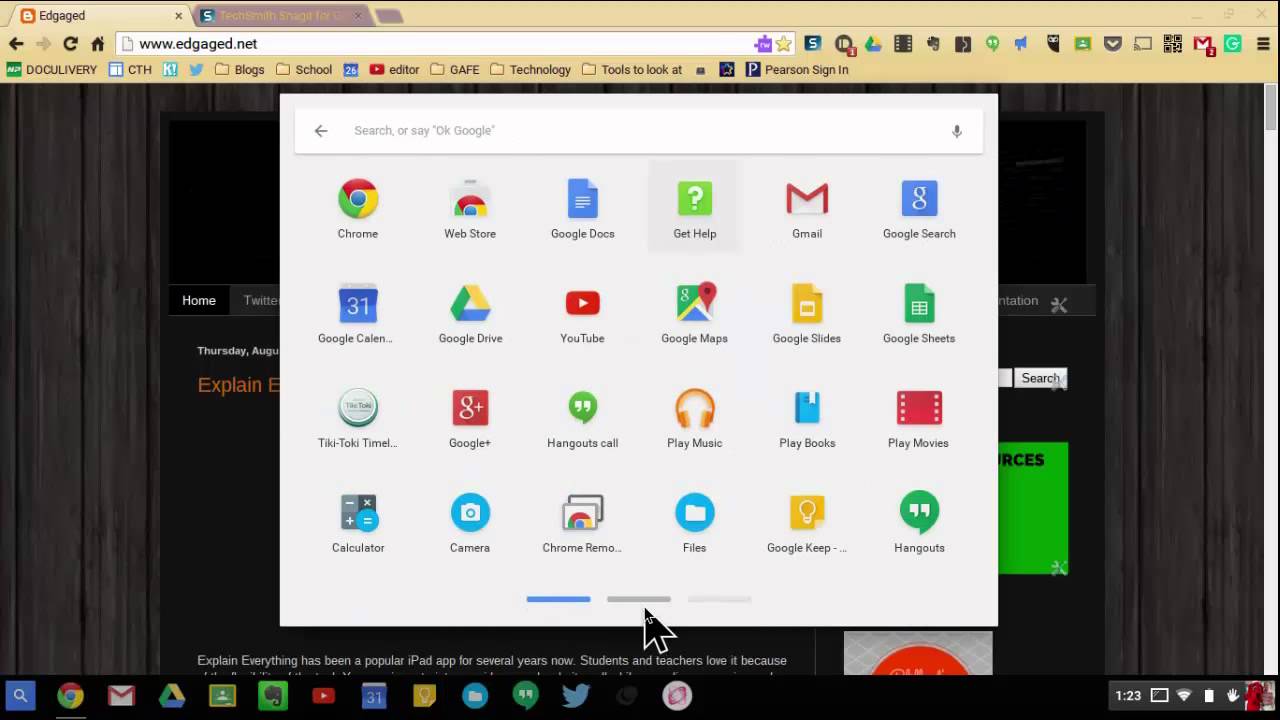 Edgaged
TechSmith Snagit for C
www.edgaged.net
DOCULIVERY CTH Blogs School 26 editor GAFE Technology Tools to look at Pearson Sign In
Search, or say "Ok Google"
Chrome Web Store Google Docs Get Help Gmail Google Search
31
Google Calen... Google Drive YouTube Google Maps Google Slides Google Sheets
Tiki-Toki Timel... Google+ Hangouts call Play Music Play Books Play Movies
Calculator Camera Chrome Remo... Files Google Keep - ... Hangouts
Home Twitte ntation
Thursday, Augu
Explain E
Search
URCES
Explain Everything has been a popular iPad app for several years now. Students and teachers love it because
31
1:23